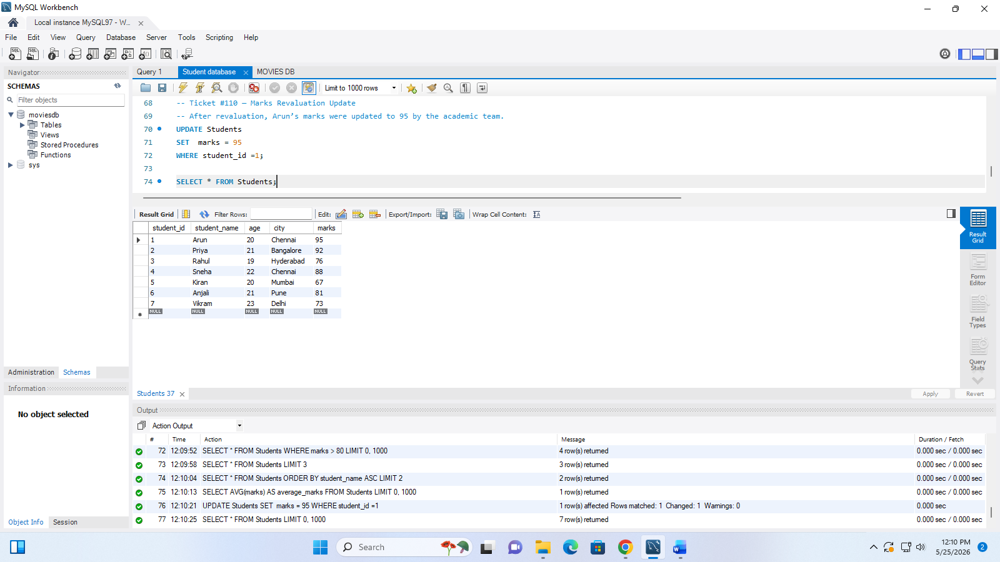 MySQL Workbench
Local instance MySQL97 - W...
File Edit View Query Database Server Tools Scripting Help
Navigator
SCHEMAS
Filter objects
moviesdb
Tables
Views
Stored Procedures
Functions
sys
Administration Schemas
Information
No object selected
Object Info Session
Query 1 Student database MOVIES DB
Limit to 1000 rows
68 -- Ticket #110 – Marks Revaluation Update
69 -- After revaluation, Arun’s marks were updated to 95 by the academic team.
70 UPDATE Students
71 SET  marks = 95
72 WHERE student_id =1;
73
74 SELECT * FROM Students;
Result Grid Filter Rows: Edit: Export/Import: Wrap Cell Content:
student_id student_name age city marks
1 Arun 20 Chennai 95
2 Priya 21 Bangalore 92
3 Rahul 19 Hyderabad 76
4 Sneha 22 Chennai 88
5 Kiran 20 Mumbai 67
6 Anjali 21 Pune 81
7 Vikram 23 Delhi 73
NULL NULL NULL NULL NULL
Result
Grid
Form
Editor
Field
Types
Query
Stats
Students 37 Apply Revert
Output
Action Output
# Time Action Message Duration / Fetch
72 12:09:52 SELECT * FROM Students WHERE marks > 80 LIMIT 0, 1000 4 row(s) returned 0.000 sec / 0.000 sec
73 12:09:58 SELECT * FROM Students LIMIT 3 3 row(s) returned 0.000 sec / 0.000 sec
74 12:10:04 SELECT * FROM Students ORDER BY student_name ASC LIMIT 2 2 row(s) returned 0.000 sec / 0.000 sec
75 12:10:13 SELECT AVG(marks) AS average_marks FROM Students LIMIT 0, 1000 1 row(s) returned 0.000 sec / 0.000 sec
76 12:10:21 UPDATE Students SET  marks = 95 WHERE student_id =1 1 row(s) affected Rows matched: 1  Changed: 1  Warnings: 0 0.000 sec
77 12:10:25 SELECT * FROM Students LIMIT 0, 1000 7 row(s) returned 0.000 sec / 0.000 sec
Search
12:10 PM
5/25/2026
2